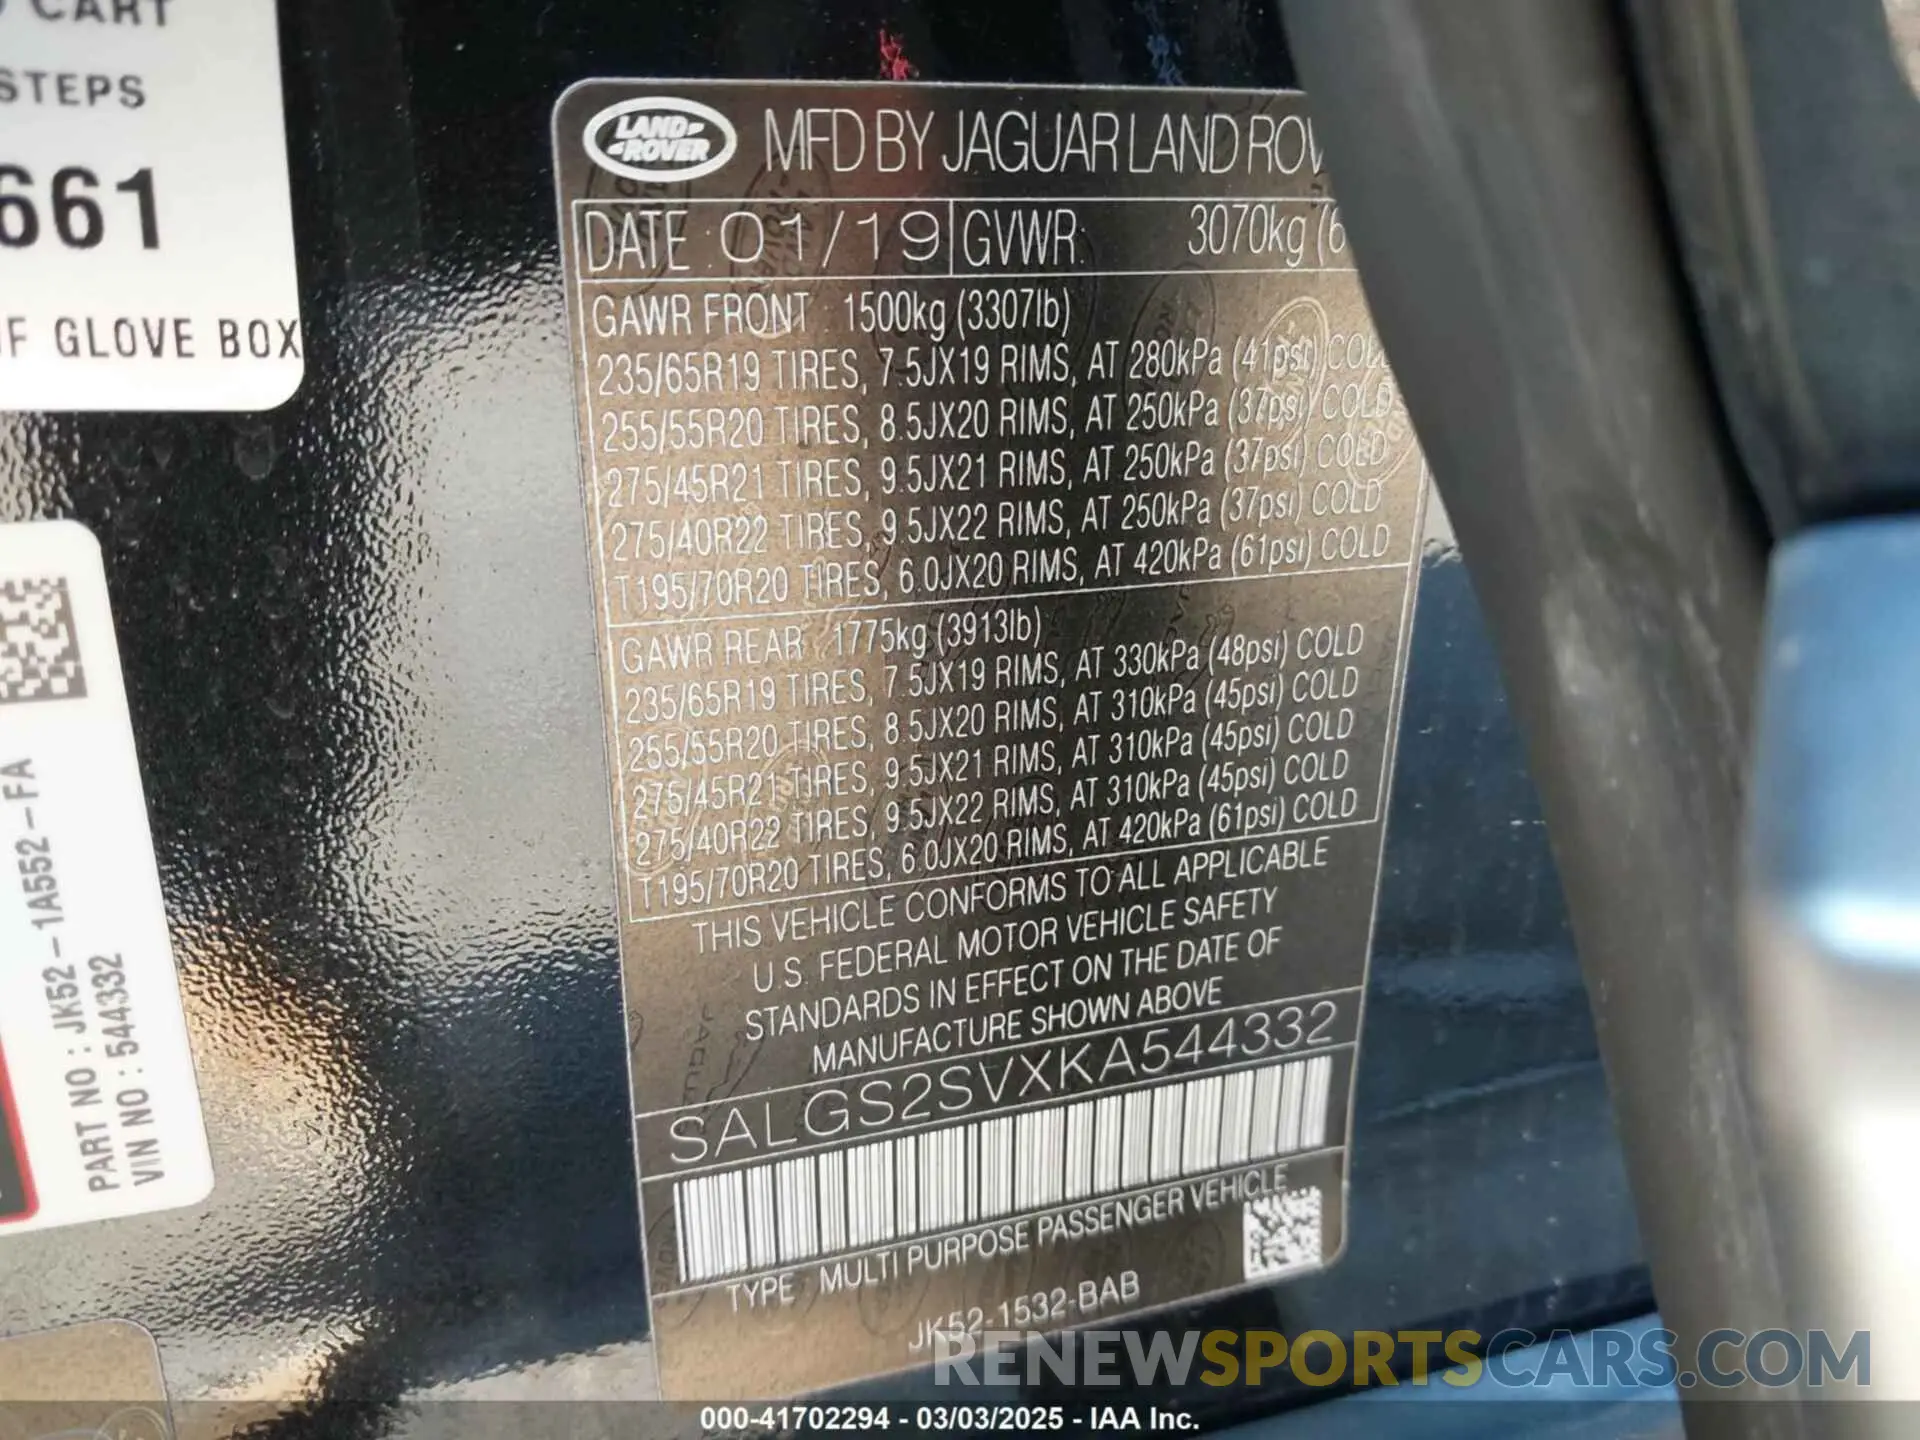 CART
STEPS
661
OF GLOVE BOX
PART NO : JK52-1A552-FA
VIN NO : 544332
LAND-
-ROVER
MFD BY JAGUAR LAND ROV
DATE : 01/19 GVWR: 3070kg (6
GAWR FRONT : 1500kg (3307lb)
235/65R19 TIRES, 7.5JX19 RIMS, AT 280kPa (41psi) COLD
255/55R20 TIRES, 8.5JX20 RIMS, AT 250kPa (37psi) COLD
275/45R21 TIRES, 9.5JX21 RIMS, AT 250kPa (37psi) COLD
275/40R22 TIRES, 9.5JX22 RIMS, AT 250kPa (37psi) COLD
T195/70R20 TIRES, 6.0JX20 RIMS, AT 420kPa (61psi) COLD
GAWR REAR : 1775kg (3913lb)
235/65R19 TIRES, 7.5JX19 RIMS, AT 330kPa (48psi) COLD
255/55R20 TIRES, 8.5JX20 RIMS, AT 310kPa (45psi) COLD
275/45R21 TIRES, 9.5JX21 RIMS, AT 310kPa (45psi) COLD
275/40R22 TIRES, 9.5JX22 RIMS, AT 310kPa (45psi) COLD
T195/70R20 TIRES, 6.0JX20 RIMS, AT 420kPa (61psi) COLD
THIS VEHICLE CONFORMS TO ALL APPLICABLE
U.S. FEDERAL MOTOR VEHICLE SAFETY
STANDARDS IN EFFECT ON THE DATE OF
MANUFACTURE SHOWN ABOVE
SALGS2SVXKA544332
TYPE MULTI PURPOSE PASSENGER VEHICLE
JK52-1532-BAB
RENEWSPORTSCARS.COM
000-41702294 - 03/03/2025 - IAA Inc.